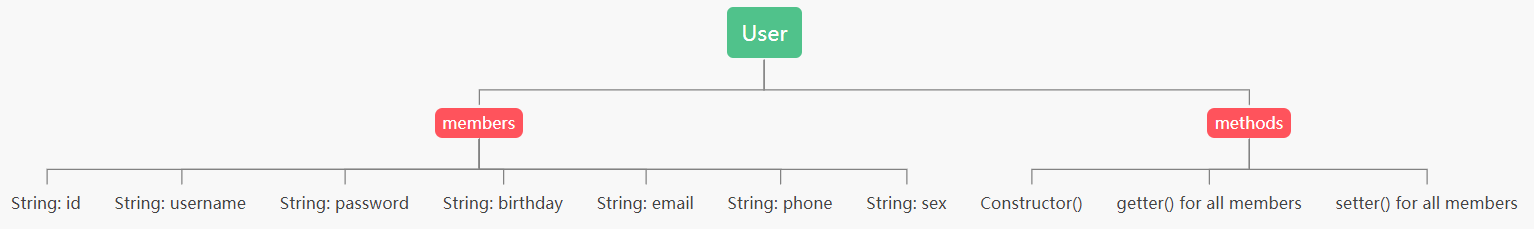 User
members
methods
String: id
String: username
String: password
String: birthday
String: email
String: phone
String: sex
Constructor()
getter() for all members
setter() for all members